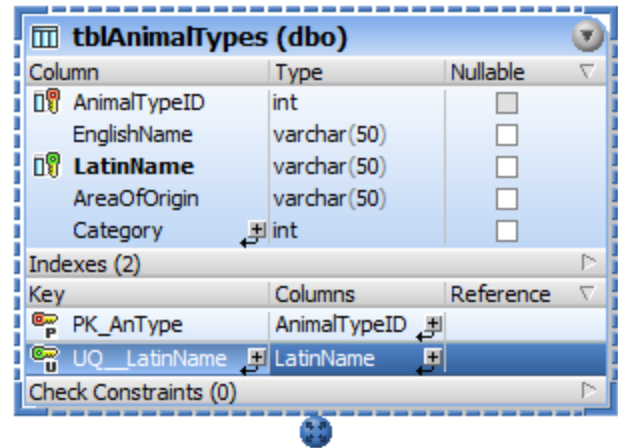 tblAnimalTypes (dbo)
Column Type Nullable
AnimalTypeID int
EnglishName varchar(50)
LatinName varchar(50)
AreaOfOrigin varchar(50)
Category int
Indexes (2)
Key Columns Reference
P PK_AnType AnimalTypeID
U UQ__LatinName LatinName
Check Constraints (0)